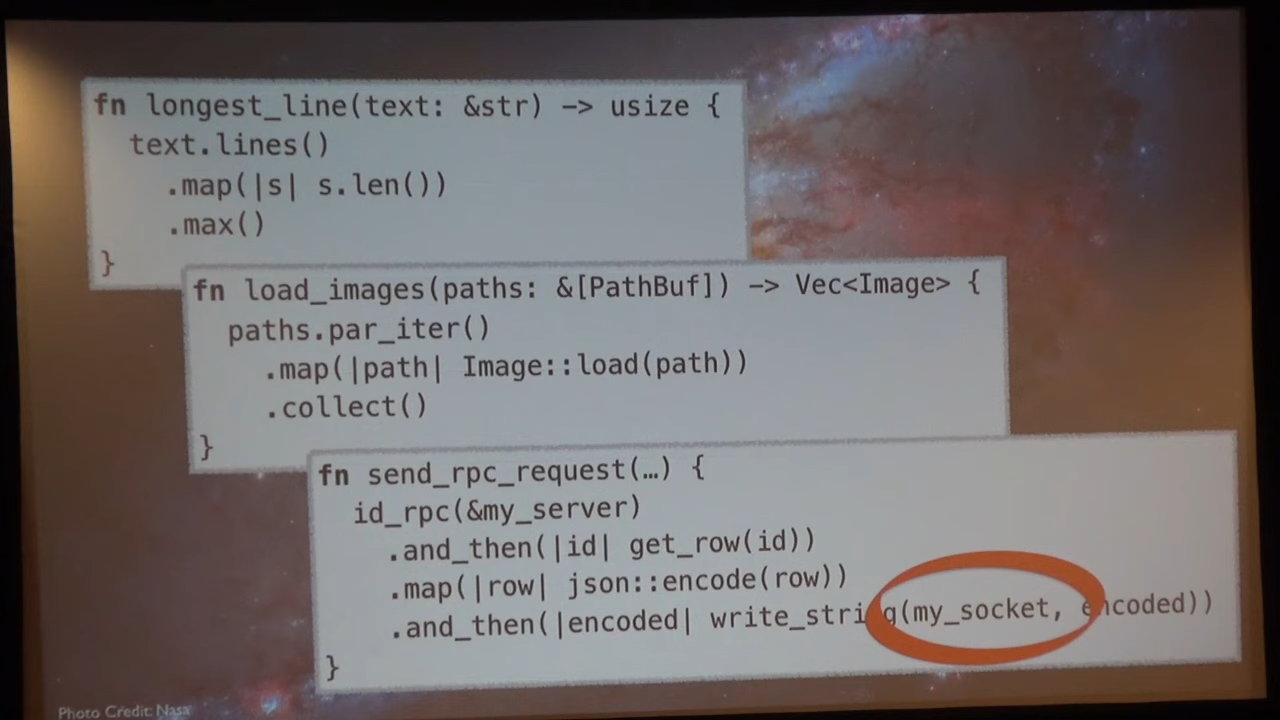 fn longest_line(text: &str) -> usize {
  text.lines()
    .map(|s| s.len())
    .max()
}
fn load_images(paths: &[PathBuf]) -> Vec<Image> {
  paths.par_iter()
    .map(|path| Image::load(path))
    .collect()
}
fn send_rpc_request(…) {
  id_rpc(&my_server)
    .and_then(|id| get_row(id))
    .map(|row| json::encode(row))
    .and_then(|encoded| write_string(my_socket, encoded))
}
Photo Credit: Nasa